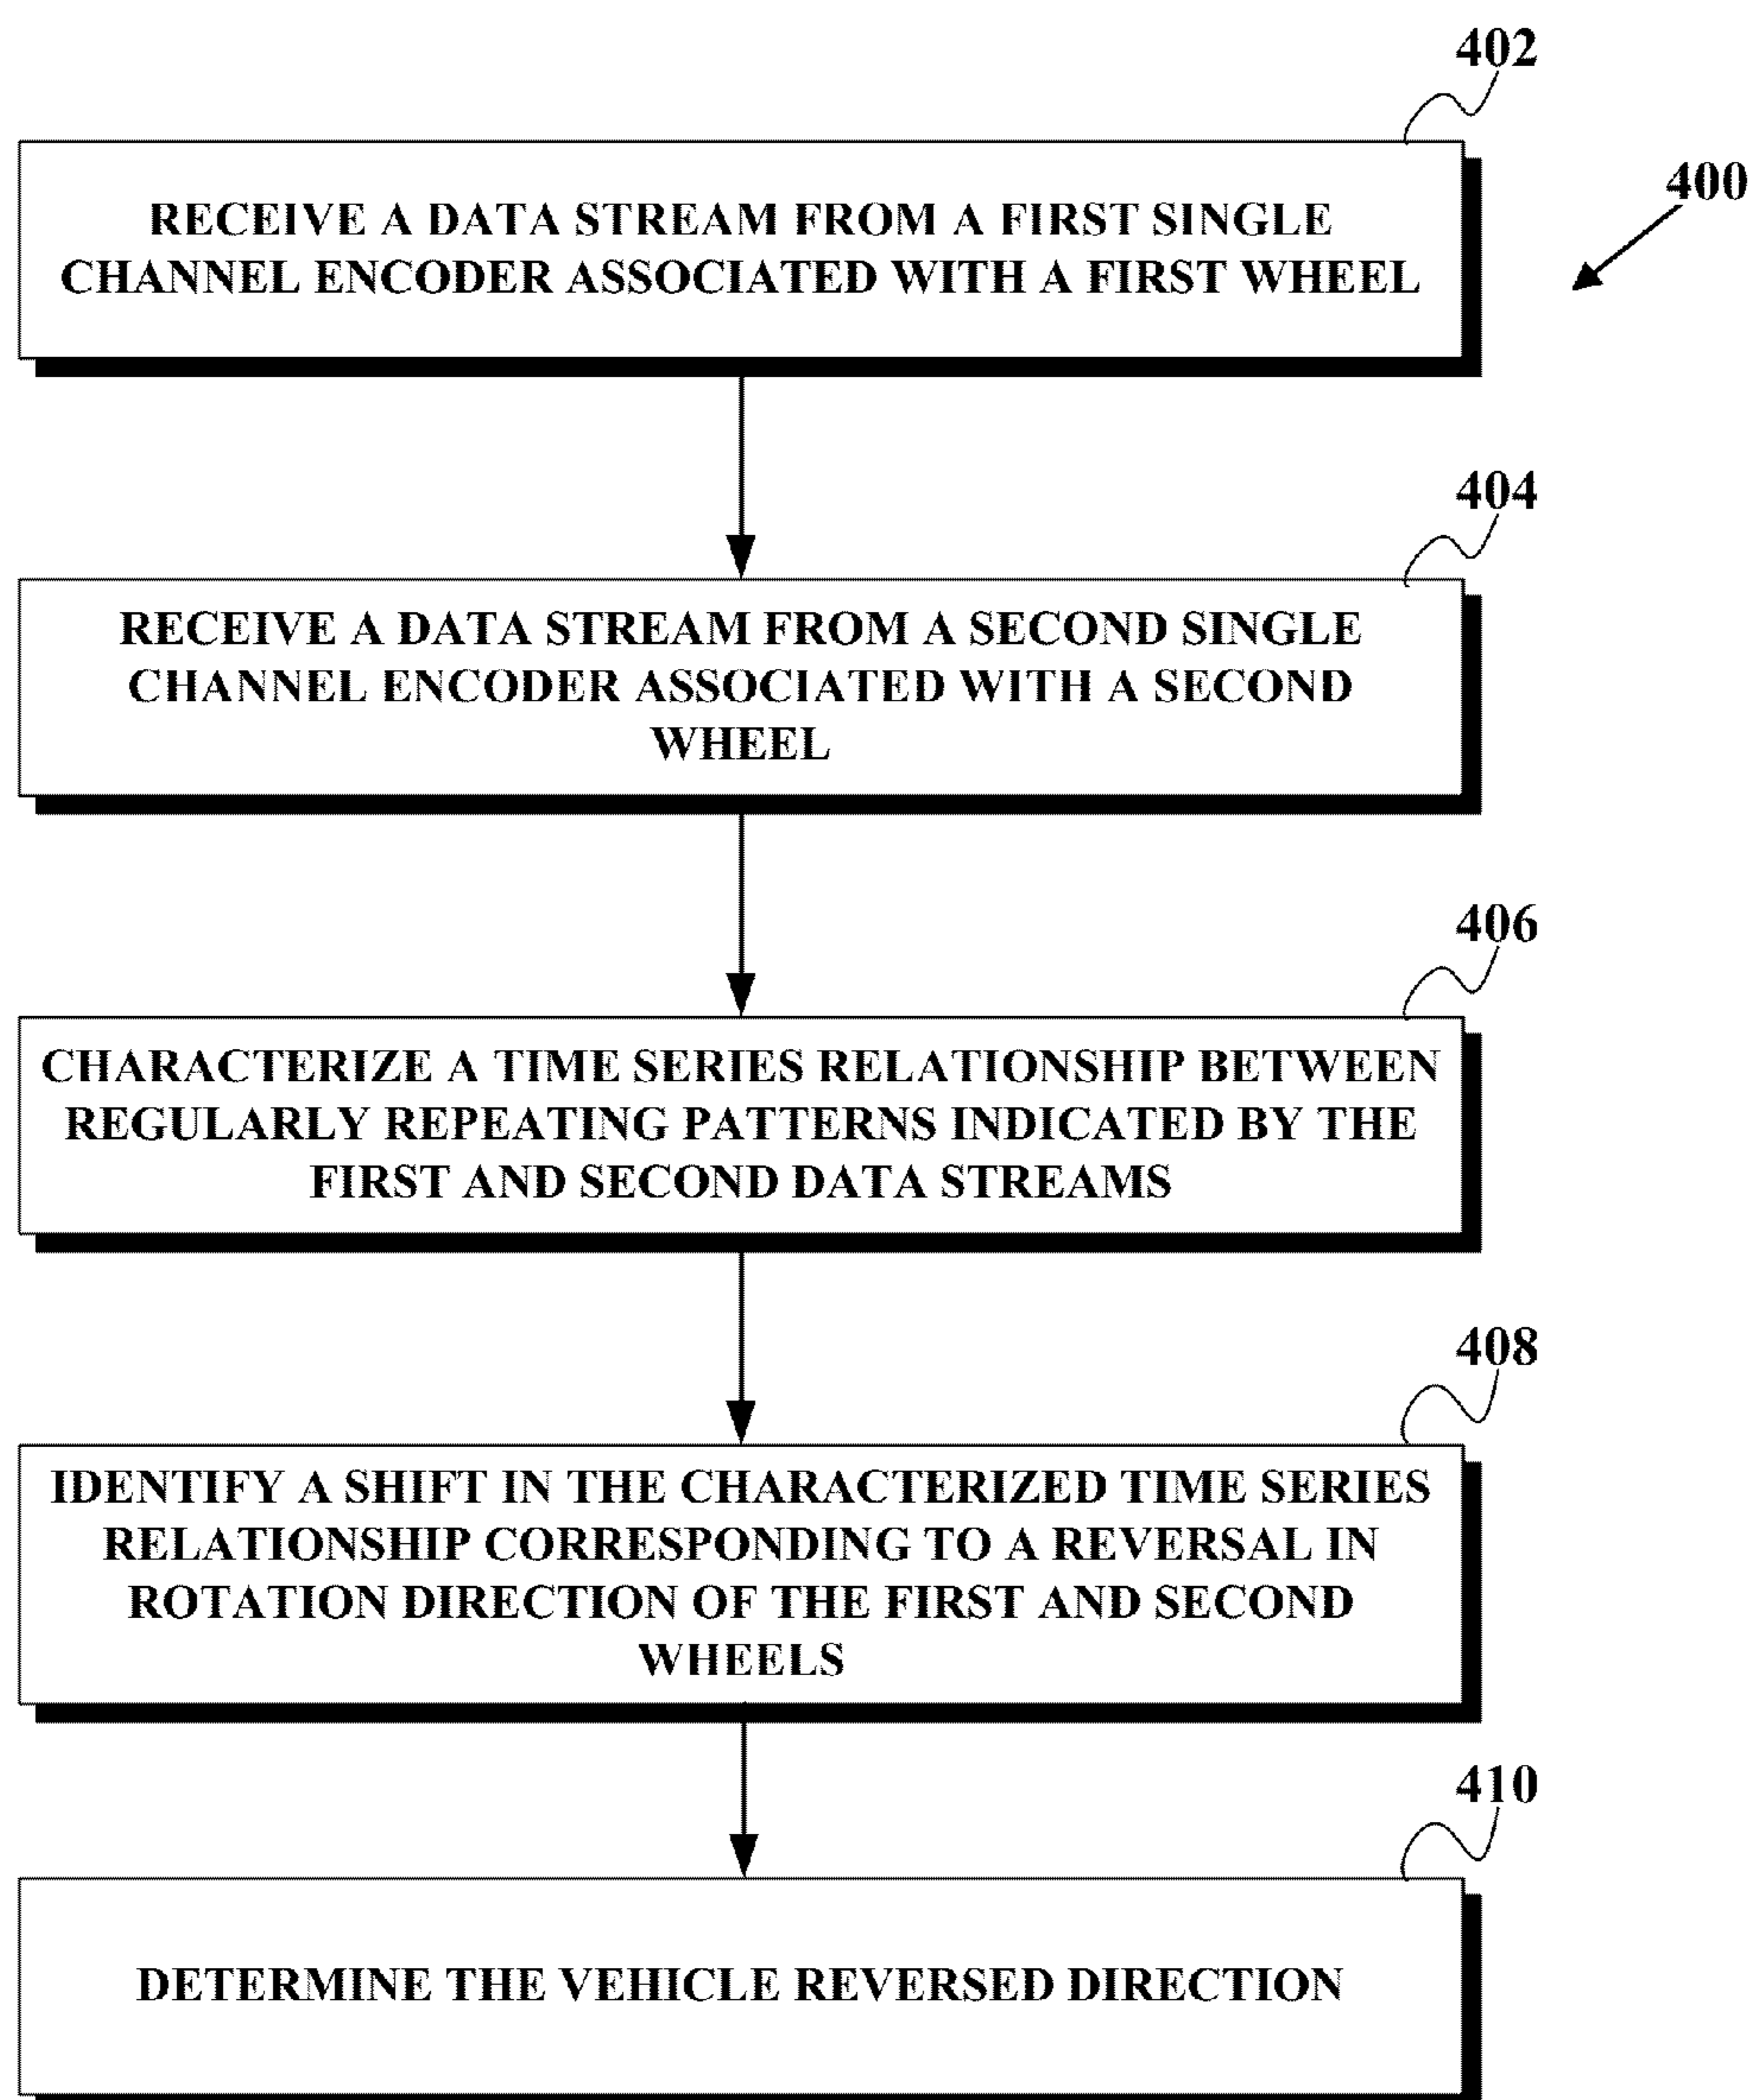 402
400
RECEIVE A DATA STREAM FROM A FIRST SINGLE
CHANNEL ENCODER ASSOCIATED WITH A FIRST WHEEL
404
RECEIVE A DATA STREAM FROM A SECOND SINGLE
CHANNEL ENCODER ASSOCIATED WITH A SECOND
WHEEL
406
CHARACTERIZE A TIME SERIES RELATIONSHIP BETWEEN
REGULARLY REPEATING PATTERNS INDICATED BY THE
FIRST AND SECOND DATA STREAMS
408
IDENTIFY A SHIFT IN THE CHARACTERIZED TIME SERIES
RELATIONSHIP CORRESPONDING TO A REVERSAL IN
ROTATION DIRECTION OF THE FIRST AND SECOND
WHEELS
410
DETERMINE THE VEHICLE REVERSED DIRECTION